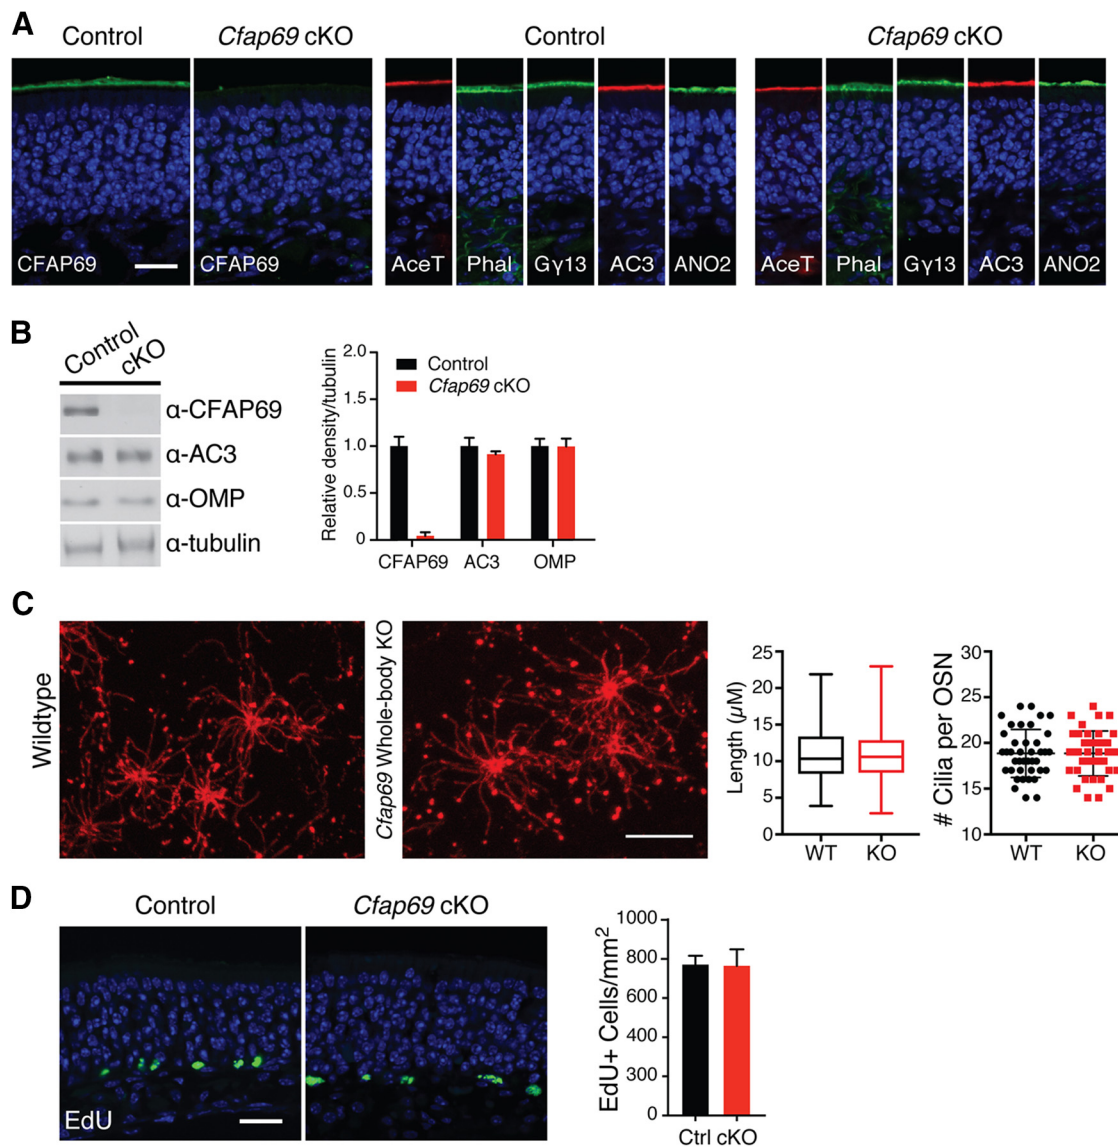 A
Control
Cfap69 cKO
Control
Cfap69 cKO
CFAP69
CFAP69
AceT
Phal
Gγ13
AC3
ANO2
AceT
Phal
Gγ13
AC3
ANO2
B
Control
cKO
α-CFAP69
α-AC3
α-OMP
α-tubulin
Relative density/tubulin
2.0
1.5
1.0
0.5
0
Control
Cfap69 cKO
CFAP69
AC3
OMP
C
Wildtype
Cfap69 Whole-body KO
Length (µM)
25
20
15
10
5
0
WT
KO
# Cilia per OSN
30
25
20
15
10
WT
KO
D
Control
Cfap69 cKO
EdU
EdU+ Cells/mm²
1000
800
600
400
300
0
Ctrl cKO